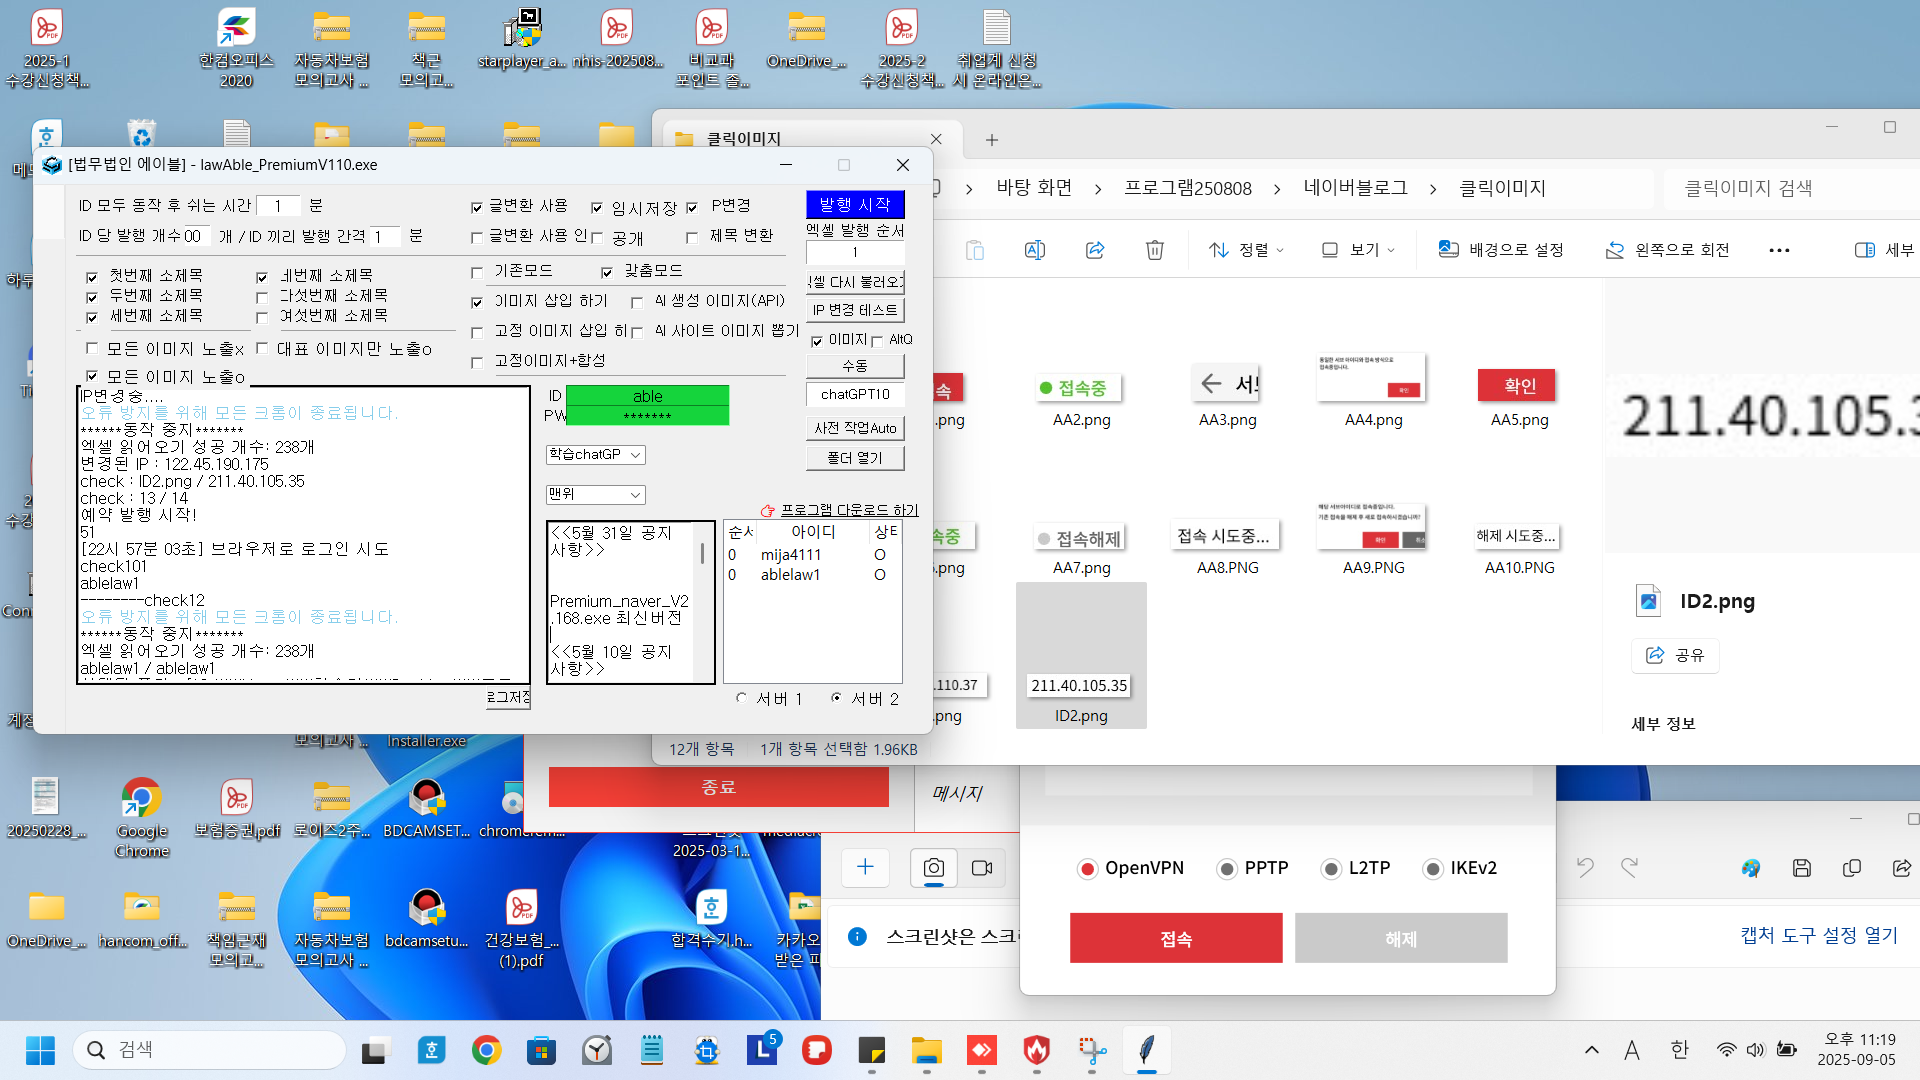 2025-1
수강신청책...
한컴오피스
2020
자동차보험
모의고사 ...
책근
모의고...
starplayer_a...
nhis-202508...
비교과
포인트 졸...
OneDrive_...
2025-2
수강신청책...
취업계 신청
시 온라인은...
클릭이미지
바탕 화면 > 프로그램250808 > 네이버블로그 > 클릭이미지
클릭이미지 검색
정렬
보기
배경으로 설정
왼쪽으로 회전
세부
[법무법인 에이블] - lawAble_PremiumV110.exe
ID 모두 동작 후 쉬는 시간 1 분
ID 당 발행 개수 00 개 / ID 끼리 발행 간격 1 분
글변환 사용
임시저장
P변경
글변환 사용 인
공개
제목 변환
발행 시작
엑셀 발행 순서
1
엑셀 다시 불러오기
IP 변경 테스트
이미지
AltQ
수동
chatGPT10
사전 작업Auto
폴더 열기
첫번째 소제목
네번째 소제목
두번째 소제목
다섯번째 소제목
세번째 소제목
여섯번째 소제목
모든 이미지 노출x
대표 이미지만 노출o
모든 이미지 노출o
기존모드
맞춤모드
이미지 삽입 하기
AI 생성 이미지(API)
고정 이미지 삽입 히
AI 사이트 이미지 뽑기
고정이미지+합성
IP변경중....
오류 방지를 위해 모든 크롬이 종료됩니다.
******동작 중지*******
엑셀 읽어오기 성공 개수: 238개
변경된 IP : 122.45.190.175
check : ID2.png / 211.40.105.35
check : 13 / 14
예약 발행 시작!
51
[22시 57분 03초] 브라우저로 로그인 시도
check101
ablelaw1
--------check12
오류 방지를 위해 모든 크롬이 종료됩니다.
******동작 중지*******
엑셀 읽어오기 성공 개수: 238개
ablelaw1 / ablelaw1
로그저장
ID able
PW *******
학습chatGP
맨위
프로그램 다운로드 하기
<<5월 31일 공지
사항>>
Premium_naver_V2
.168.exe 최신버전
<<5월 10일 공지
사항>>
순서 아이디 상태
0 mija4111 O
0 ablelaw1 O
서버 1
서버 2
속
.png
접속중
AA2.png
서브
AA3.png
확인
AA4.png
확인
AA5.png
속중
.png
접속해제
AA7.png
접속 시도중...
AA8.PNG
확인
AA9.PNG
해제 시도중...
AA10.PNG
.110.37
.png
211.40.105.35
ID2.png
211.40.105.3
ID2.png
공유
세부 정보
12개 항목
1개 항목 선택함 1.96KB
모의고사 ...
Installer.exe
종료
메시지
20250228_...
Google
Chrome
보험증권.pdf
로이즈2주...
BDCAMSET...
chromerem...
2025-03-1...
OneDrive_...
hancom_off...
책임근재
모의고...
자동차보험
모의고사 ...
bdcamsetu...
건강보험_...
(1).pdf
합격수기.h...
카카오
받은 파
OpenVPN
PPTP
L2TP
IKEv2
접속
해제
스크린샷은 스크
캡처 도구 설정 열기
검색
5
A
한
오후 11:19
2025-09-05